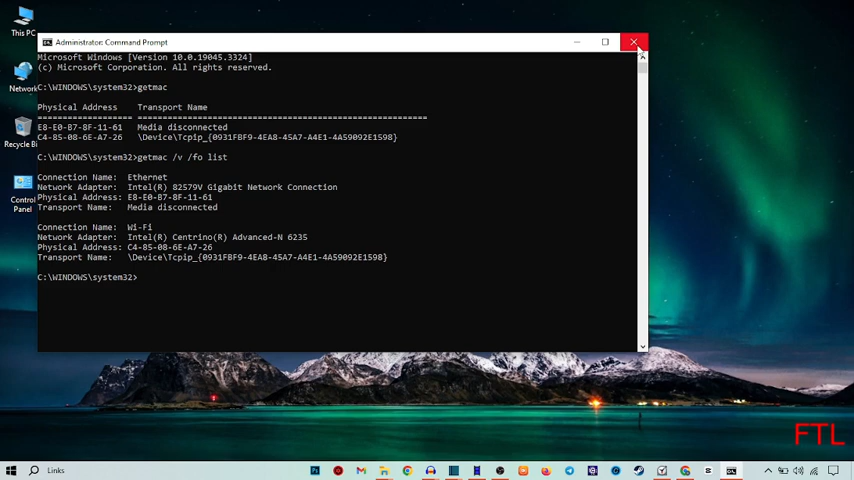 This PC
Network
Recycle Bi
Control
Panel
Administrator: Command Prompt
Microsoft Windows [Version 10.0.19045.3324]
(c) Microsoft Corporation. All rights reserved.
C:\WINDOWS\system32>getmac
Physical Address    Transport Name
=================== ==========================================================
E8-E0-B7-8F-11-61   Media disconnected
C4-85-08-6E-A7-26   \Device\Tcpip_{0931FBF9-4EA8-45A7-A4E1-4A59092E1598}
C:\WINDOWS\system32>getmac /v /fo list
Connection Name:  Ethernet
Network Adapter:  Intel(R) 82579V Gigabit Network Connection
Physical Address: E8-E0-B7-8F-11-61
Transport Name:   Media disconnected
Connection Name:  Wi-Fi
Network Adapter:  Intel(R) Centrino(R) Advanced-N 6235
Physical Address: C4-85-08-6E-A7-26
Transport Name:   \Device\Tcpip_{0931FBF9-4EA8-45A7-A4E1-4A59092E1598}
C:\WINDOWS\system32>
FTL
Links